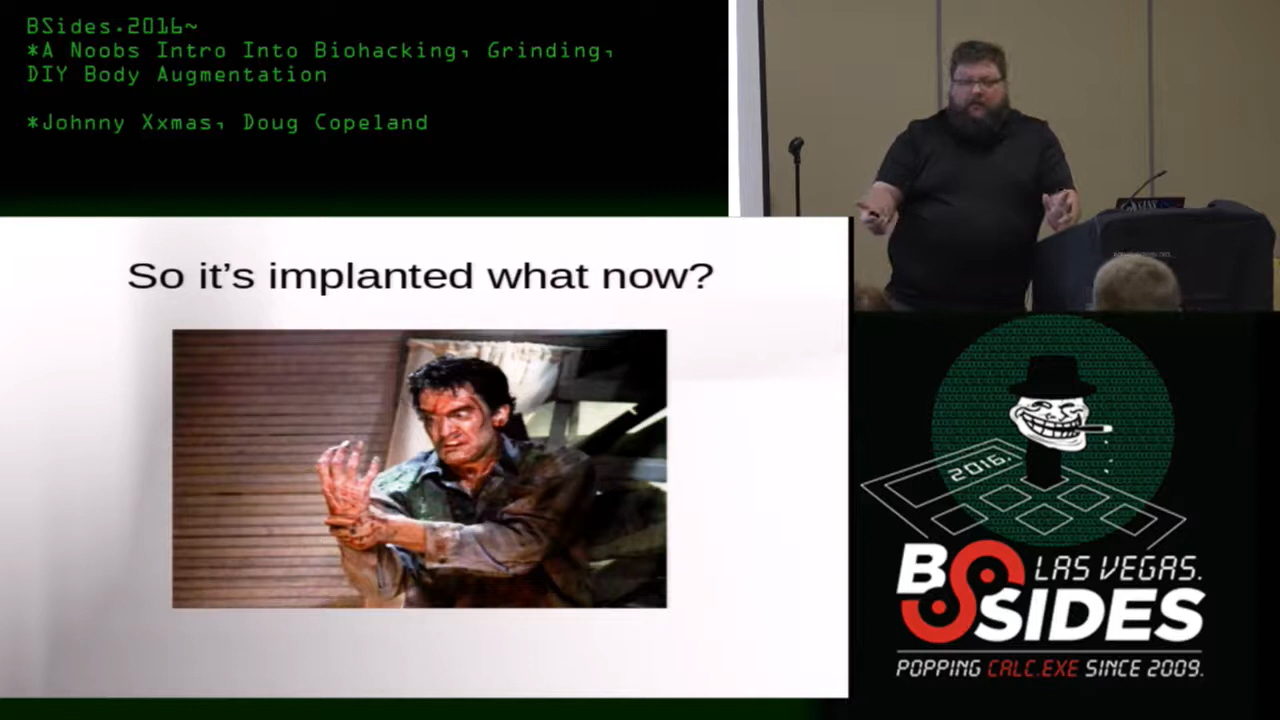 BSides.2016~
*A Noobs Intro Into Biohacking, Grinding,
DIY Body Augmentation
*Johnny Xxmas, Doug Copeland
So it's implanted what now?
2016.
BSIDES
LAS VEGAS.
POPPING CALC.EXE SINCE 2009.